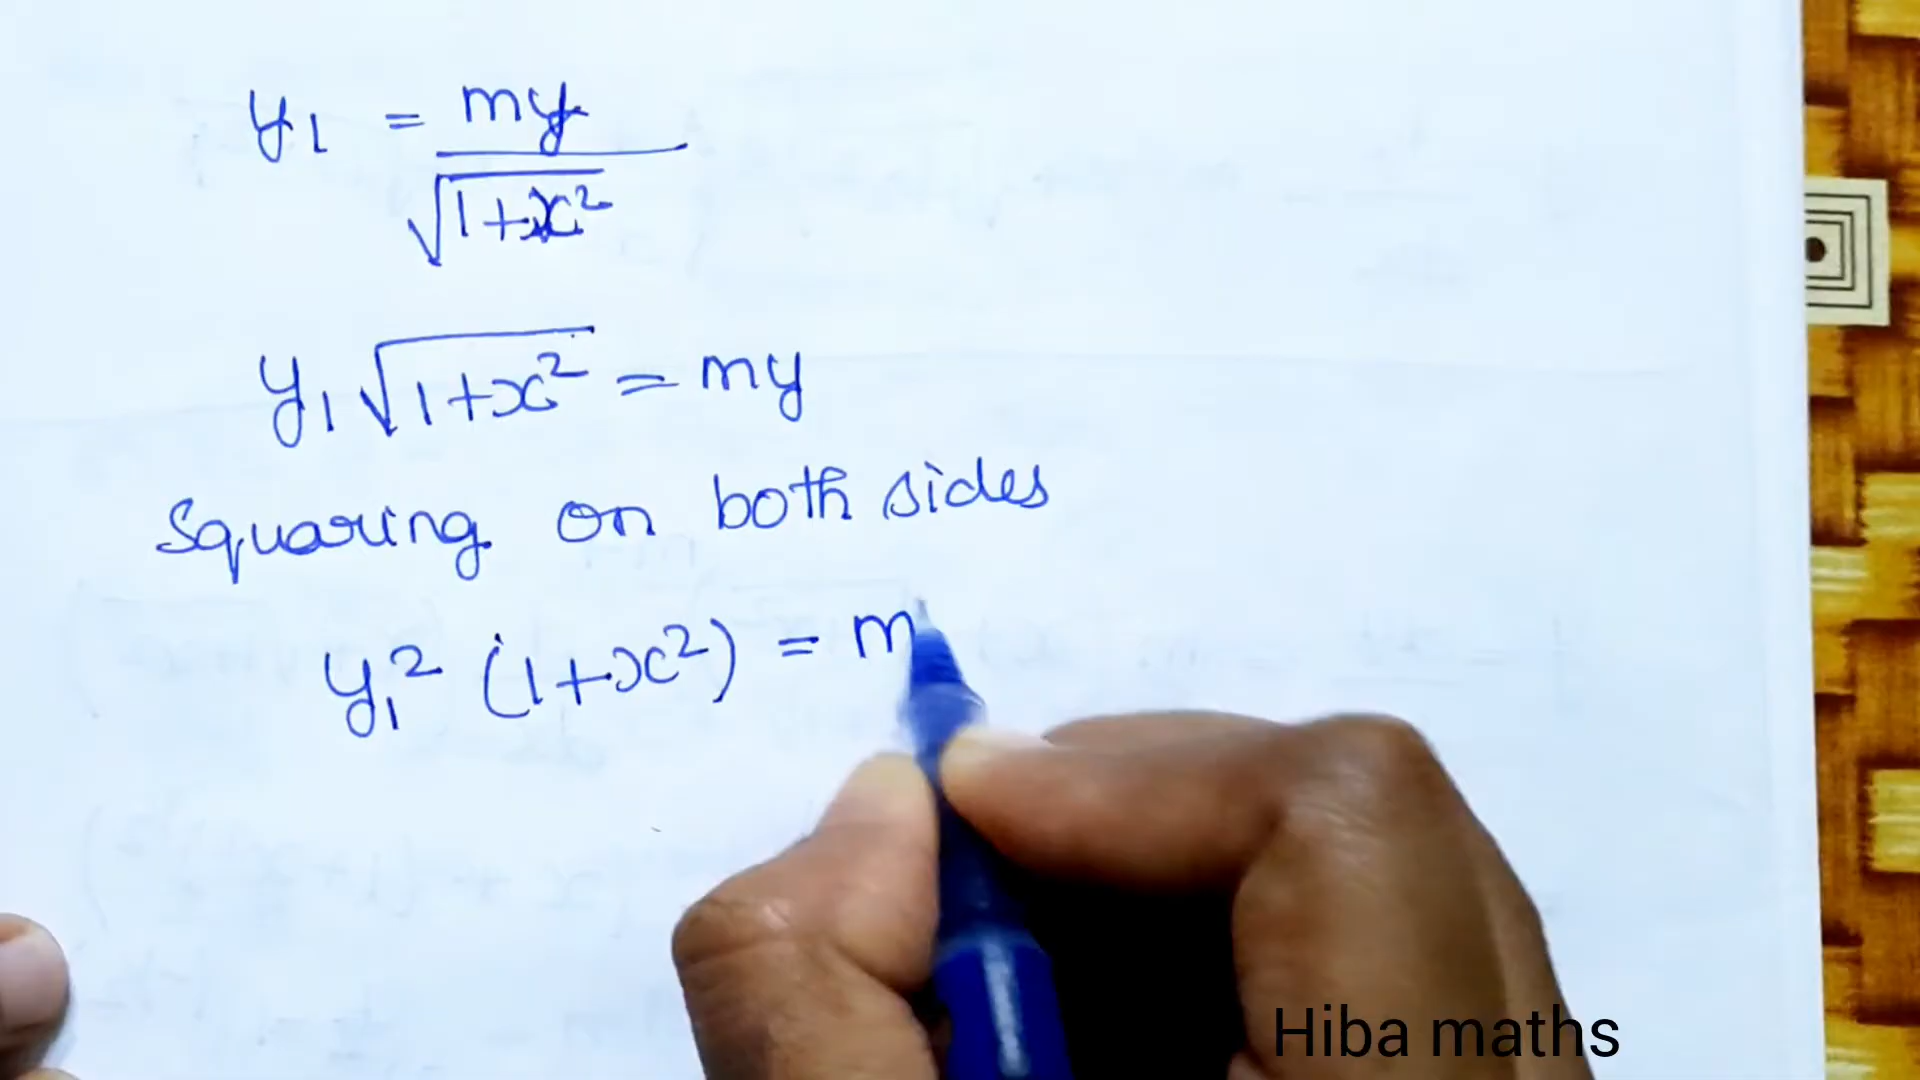 y₁ = my / √(1+x²)
y₁√(1+x²) = my
Squaring on both sides
y₁² (1+x²) = m
Hiba maths